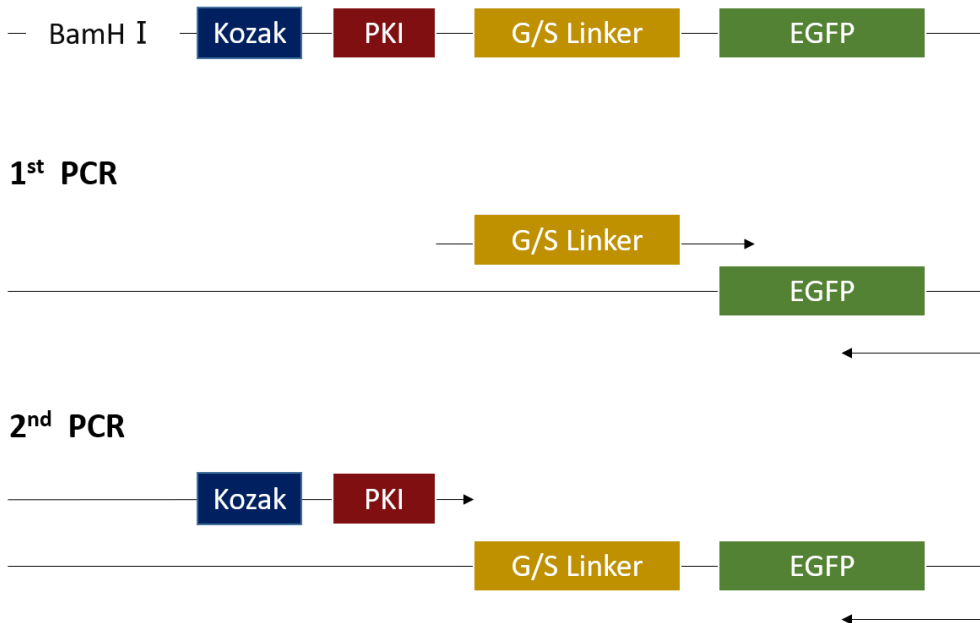 BamH Ⅰ Kozak PKI G/S Linker EGFP
1st PCR
G/S Linker
EGFP
2nd PCR
Kozak PKI
G/S Linker EGFP